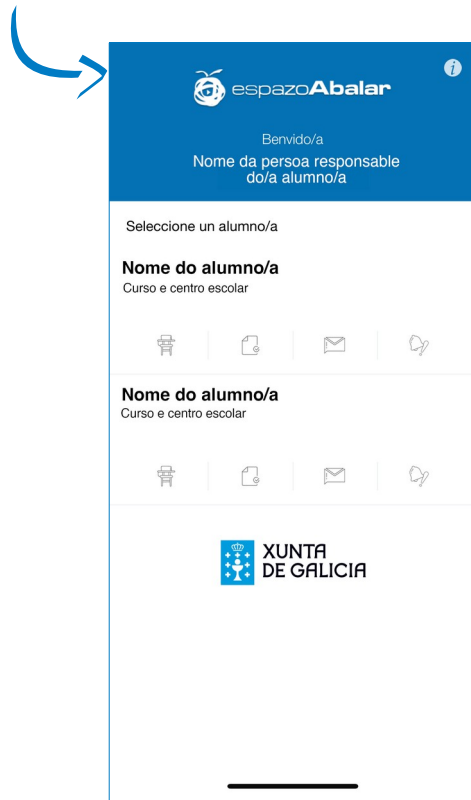 espazoAbalar
i
Benvido/a
Nome da persoa responsable
do/a alumno/a
Seleccione un alumno/a
Nome do alumno/a
Curso e centro escolar
Nome do alumno/a
Curso e centro escolar
XUNTA
DE GALICIA